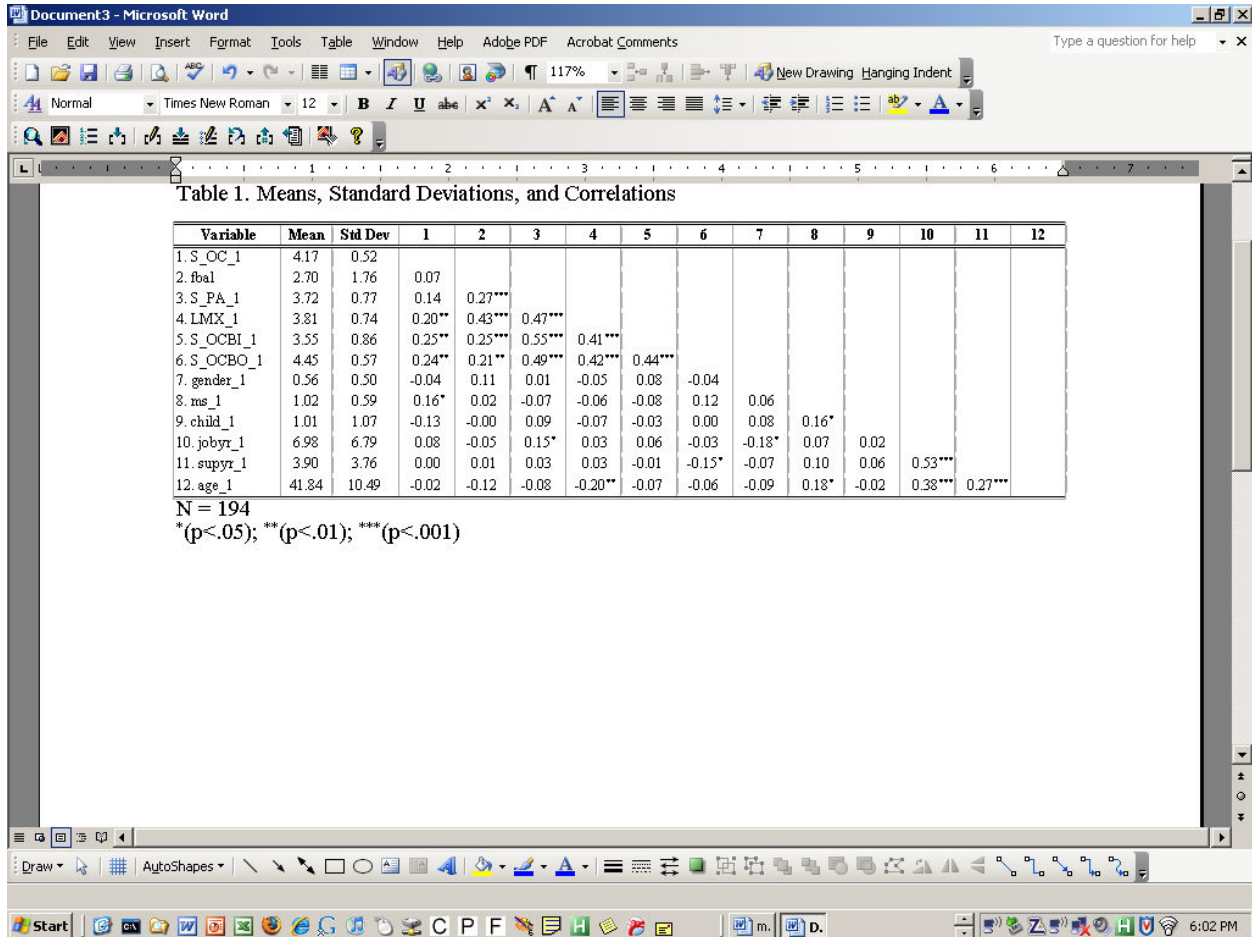 Document3 - Microsoft Word
File Edit View Insert Format Tools Table Window Help Adobe PDF Acrobat Comments Type a question for help
117% New Drawing Hanging Indent
Normal Times New Roman 12 B I U abc x² x₂ A A ab A
1 2 3 4 5 6 7
Table 1. Means, Standard Deviations, and Correlations
Variable Mean Std Dev 1 2 3 4 5 6 7 8 9 10 11 12
1. S_OC_1 4.17 0.52
2. fbal 2.70 1.76 0.07
3. S_PA_1 3.72 0.77 0.14 0.27***
4. LMX_1 3.81 0.74 0.20** 0.43*** 0.47***
5. S_OCBI_1 3.55 0.86 0.25** 0.25*** 0.55*** 0.41***
6. S_OCBO_1 4.45 0.57 0.24** 0.21** 0.49*** 0.42*** 0.44***
7. gender_1 0.56 0.50 -0.04 0.11 0.01 -0.05 0.08 -0.04
8. ms_1 1.02 0.59 0.16* 0.02 -0.07 -0.06 -0.08 0.12 0.06
9. child_1 1.01 1.07 -0.13 -0.00 0.09 -0.07 -0.03 0.00 0.08 0.16*
10. jobyr_1 6.98 6.79 0.08 -0.05 0.15* 0.03 0.06 -0.03 -0.18* 0.07 0.02
11. supyr_1 3.90 3.76 0.00 0.01 0.03 0.03 -0.01 -0.15* -0.07 0.10 0.06 0.53***
12. age_1 41.84 10.49 -0.02 -0.12 -0.08 -0.20** -0.07 -0.06 -0.09 0.18* -0.02 0.38*** 0.27***
N = 194
*(p<.05); **(p<.01); ***(p<.001)
Draw AutoShapes
Start C P F m. D. 6:02 PM